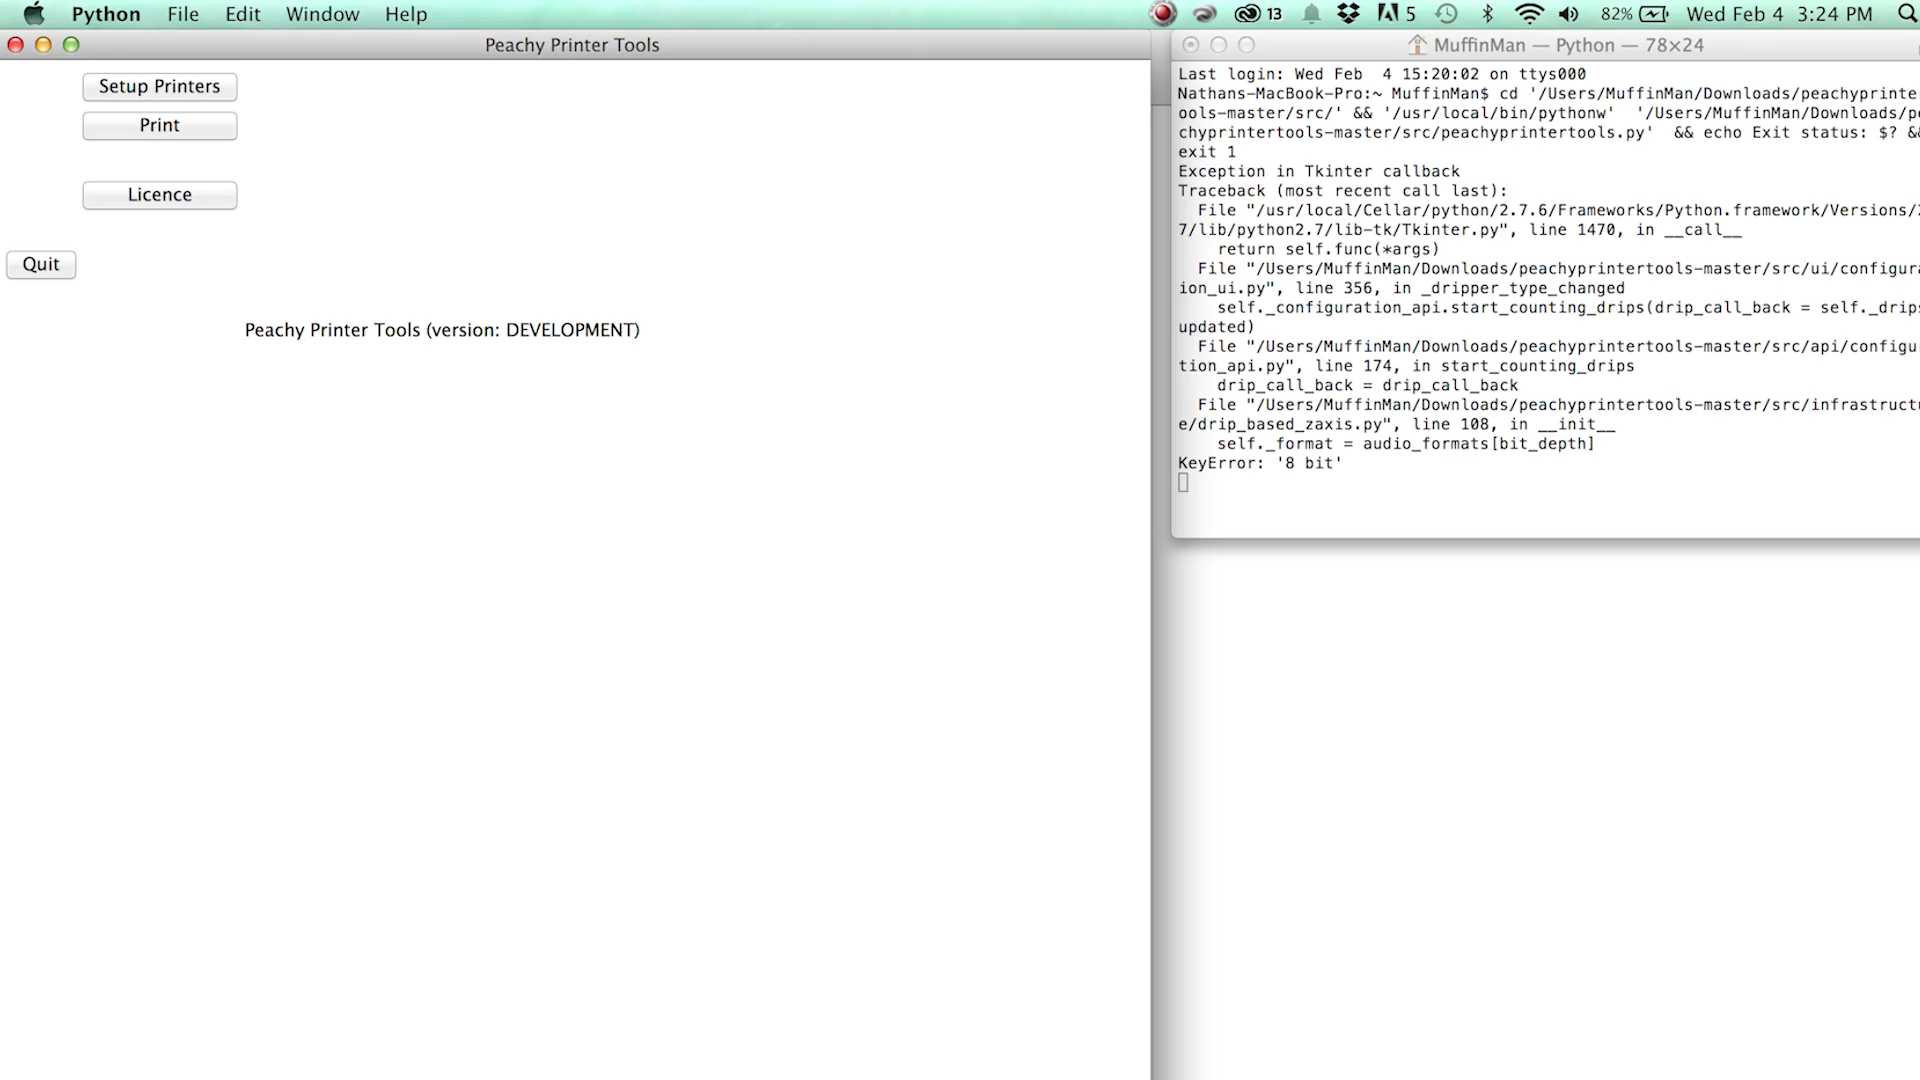 Python File Edit Window Help 13 5 82% Wed Feb 4 3:24 PM
Peachy Printer Tools
Setup Printers
Print
Licence
Quit
Peachy Printer Tools (version: DEVELOPMENT)
MuffinMan — Python — 78×24
Last login: Wed Feb  4 15:20:02 on ttys000
Nathans-MacBook-Pro:~ MuffinMan$ cd '/Users/MuffinMan/Downloads/peachyprinte
ools-master/src/' && '/usr/local/bin/pythonw'  '/Users/MuffinMan/Downloads/pe
chyprintertools-master/src/peachyprintertools.py'  && echo Exit status: $? &&
exit 1
Exception in Tkinter callback
Traceback (most recent call last):
  File "/usr/local/Cellar/python/2.7.6/Frameworks/Python.framework/Versions/2
7/lib/python2.7/lib-tk/Tkinter.py", line 1470, in __call__
    return self.func(*args)
  File "/Users/MuffinMan/Downloads/peachyprintertools-master/src/ui/configura
ion_ui.py", line 356, in _dripper_type_changed
    self._configuration_api.start_counting_drips(drip_call_back = self._drips
updated)
  File "/Users/MuffinMan/Downloads/peachyprintertools-master/src/api/configu
tion_api.py", line 174, in start_counting_drips
    drip_call_back = drip_call_back
  File "/Users/MuffinMan/Downloads/peachyprintertools-master/src/infrastructu
e/drip_based_zaxis.py", line 108, in __init__
    self._format = audio_formats[bit_depth]
KeyError: '8 bit'